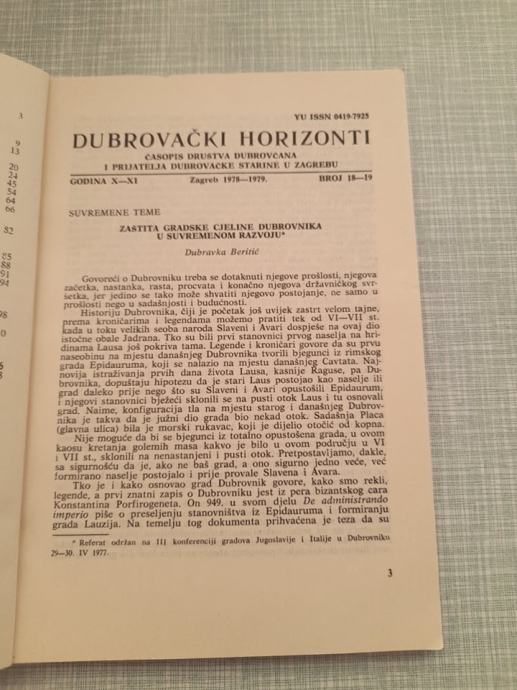 3
9
13
20
24
45
54
64
66
82
85
88
91
94
98
YU ISSN 0419-7925
DUBROVAČKI HORIZONTI
ČASOPIS DRUŠTVA DUBROVČANA
I PRIJATELJA DUBROVAČKE STARINE U ZAGREBU
GODINA X—XI Zagreb 1978—1979. BROJ 18—19
SUVREMENE TEME
ZAŠTITA GRADSKE CJELINE DUBROVNIKA
U SUVREMENOM RAZVOJU*
Dubravka Beritić
Govoreći o Dubrovniku treba se dotaknuti njegove prošlosti, njegova
začetka, nastanka, rasta, procvata i konačno njegova državničkog svr-
šetka, jer jedino se tako može shvatiti njegovo postojanje, ne samo u
prošlosti nego u sadašnjosti i budućnosti.
Historiju Dubrovnika, čiji je početak još uvijek zastrt velom tajne,
prema kroničarima i legendama možemo pratiti tek od VI—VII st.
kada u toku velikih seoba naroda Slaveni i Avari dospješe na ovaj dio
istočne obale Jadrana. Tko su bili prvi stanovnici prvog naselja na hri-
dinama Lausa još pokriva tama. Legende i kroničari govore da su prvu
naseobinu na mjestu današnjeg Dubrovnika tvorili bjegunci iz rimskog
grada Epidauruma, koji se nalazio na mjestu današnjeg Cavtata. Naj-
novija istraživanja prvih dana života Lausa, kasnije Raguse, pa Du-
brovnika, dopuštaju hipotezu da je stari Laus postojao kao naselje ili
grad daleko prije nego što su Slaveni i Avari opustošili Epidaurum,
i njegovi stanovnici bježeći sklonili se na pusti otok Laus i tu osnovali
grad. Naime, konfiguracija tla na mjestu starog i današnjeg Dubrov-
nika je takva da je južni dio grada bio nekad otok. Sadašnja Placa
(glavna ulica) bila je morski rukavac, koji je dijelio otočić od kopna.
Nije moguće da bi se bjegunci iz totalno opustošena grada, u ovom
kaosu kretanja golemih masa kakvo je bilo u ovom području u VI
i VII st., sklonili na nenastanjeni i pusti otok. Pretpostavljamo, dakle,
sa sigurnošću da je, ako ne baš grad, a ono sigurno jedno veće, već
formirano naselje postojalo i prije provale Slavena i Avara.
Tko je i kako osnovao grad Dubrovnik govore, kako smo rekli,
legende, a prvi znatni zapis o Dubrovniku jest iz pera bizantskog cara
Konstantina Porfirogeneta. On 949. u svom djelu De administrando
imperio piše o preseljenju stanovništva iz Epidauruma i formiranju
grada Lauzija. Na temelju tog dokumenta prihvaćena je teza da su
* Referat održan na III konferenciji gradova Jugoslavije i Italije u Dubrovniku
29—30. IV 1977.
3